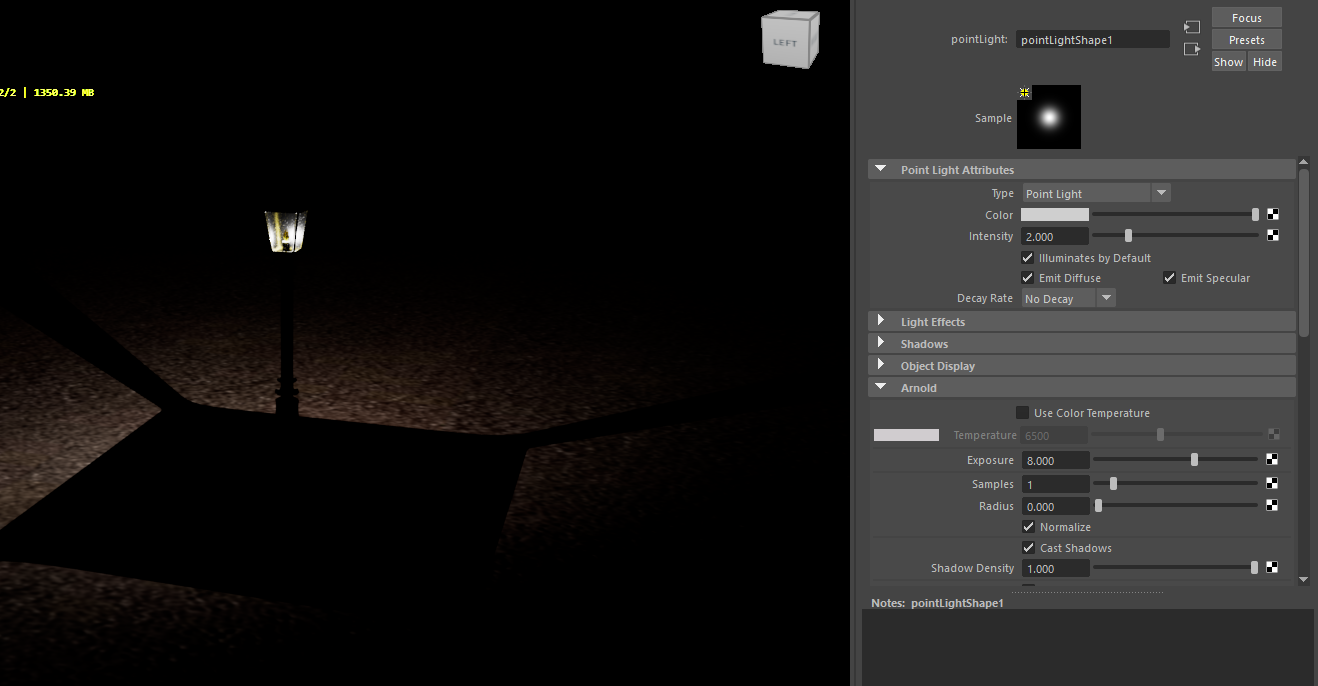 LEFT
2/2 | 1350.39 MB
pointLight: pointLightShape1
Focus
Presets
Show Hide
Sample
Point Light Attributes
Type Point Light
Color
Intensity 2.000
Illuminates by Default
Emit Diffuse Emit Specular
Decay Rate No Decay
Light Effects
Shadows
Object Display
Arnold
Use Color Temperature
Temperature 6500
Exposure 8.000
Samples 1
Radius 0.000
Normalize
Cast Shadows
Shadow Density 1.000
Notes: pointLightShape1